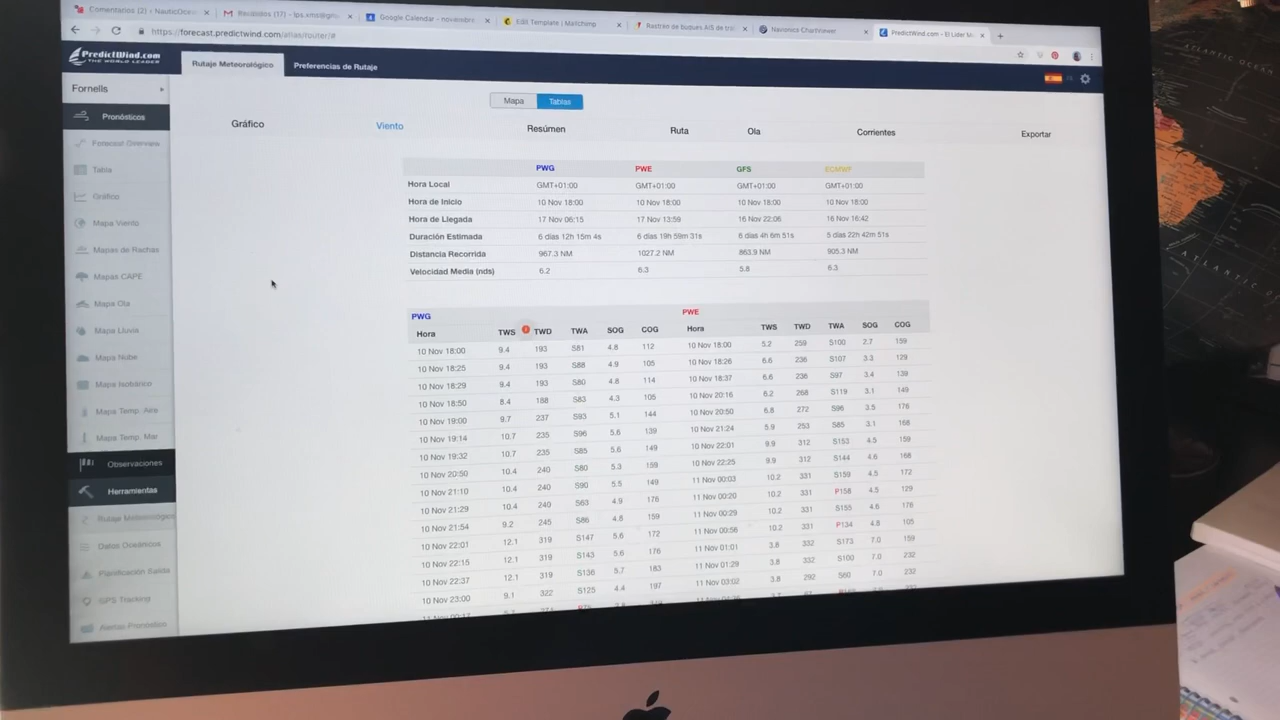 Comentarios (2) - NauticOce
Recibidos (17) - lps.xms@gm
Google Calendar - noviembre
Edit Template | Mailchimp
Rastreo de buques AIS de trá
Navionics ChartViewer
PredictWind.com - El Líder M
https://forecast.predictwind.com/atlas/router/#
PredictWind.com
THE WORLD LEADER
Rutaje Meteorológico Preferencias de Rutaje
Fornells
Pronósticos
Forecast Overview
Tabla
Gráfico
Mapa Viento
Mapas de Rachas
Mapas CAPE
Mapa Ola
Mapa Lluvia
Mapa Nube
Mapa Isobárico
Mapa Temp. Aire
Mapa Temp. Mar
Observaciones
Herramientas
Rutaje Meteorológico
Datos Oceánicos
Planificación Salida
GPS Tracking
Alertas Pronóstico
Mapa Tablas
Gráfico Viento Resúmen Ruta Ola Corrientes Exportar
PWG PWE GFS ECMWF
Hora Local GMT+01:00 GMT+01:00 GMT+01:00 GMT+01:00
Hora de Inicio 10 Nov 18:00 10 Nov 18:00 10 Nov 18:00 10 Nov 18:00
Hora de Llegada 17 Nov 06:15 17 Nov 13:59 16 Nov 22:06 16 Nov 16:42
Duración Estimada 6 días 12h 15m 4s 6 días 19h 59m 31s 6 días 4h 6m 51s 5 días 22h 42m 51s
Distancia Recorrida 967.3 NM 1027.2 NM 863.9 NM 905.3 NM
Velocidad Media (nds) 6.2 6.3 5.8 6.3
PWG PWE
Hora TWS TWD TWA SOG COG Hora TWS TWD TWA SOG COG
10 Nov 18:00 9.4 193 S81 4.8 112 10 Nov 18:00 5.2 259 S100 2.7 159
10 Nov 18:25 9.4 193 S88 4.9 105 10 Nov 18:26 6.6 236 S107 3.3 129
10 Nov 18:29 9.4 193 S80 4.8 114 10 Nov 18:37 6.6 236 S97 3.4 139
10 Nov 18:50 8.4 188 S83 4.3 105 10 Nov 20:16 6.2 268 S119 3.1 149
10 Nov 19:00 9.7 237 S93 5.1 144 10 Nov 20:50 6.8 272 S96 3.5 176
10 Nov 19:14 10.7 235 S96 5.6 139 10 Nov 21:24 5.9 253 S85 3.1 168
10 Nov 19:32 10.7 235 S85 5.6 149 10 Nov 22:01 9.9 312 S153 4.5 159
10 Nov 20:50 10.4 240 S80 5.3 159 10 Nov 22:25 9.9 312 S144 4.6 168
10 Nov 21:10 10.4 240 S90 5.5 149 11 Nov 00:03 10.2 331 S159 4.5 172
10 Nov 21:29 10.4 240 S63 4.9 176 11 Nov 00:20 10.2 331 P158 4.5 129
10 Nov 21:54 9.2 245 S86 4.8 159 11 Nov 00:29 10.2 331 S155 4.6 176
10 Nov 22:01 12.1 319 S147 5.6 172 11 Nov 00:56 10.2 331 P134 4.8 105
10 Nov 22:15 12.1 319 S143 5.6 176 11 Nov 01:01 3.8 332 S173 7.0 159
10 Nov 22:37 12.1 319 S136 5.7 183 11 Nov 01:29 3.8 332 S100 7.0 232
10 Nov 23:00 9.1 322 S125 4.4 197 11 Nov 03:02 3.8 292 S60 7.0 232
ATLANTIC OCEAN
ATLANTIC